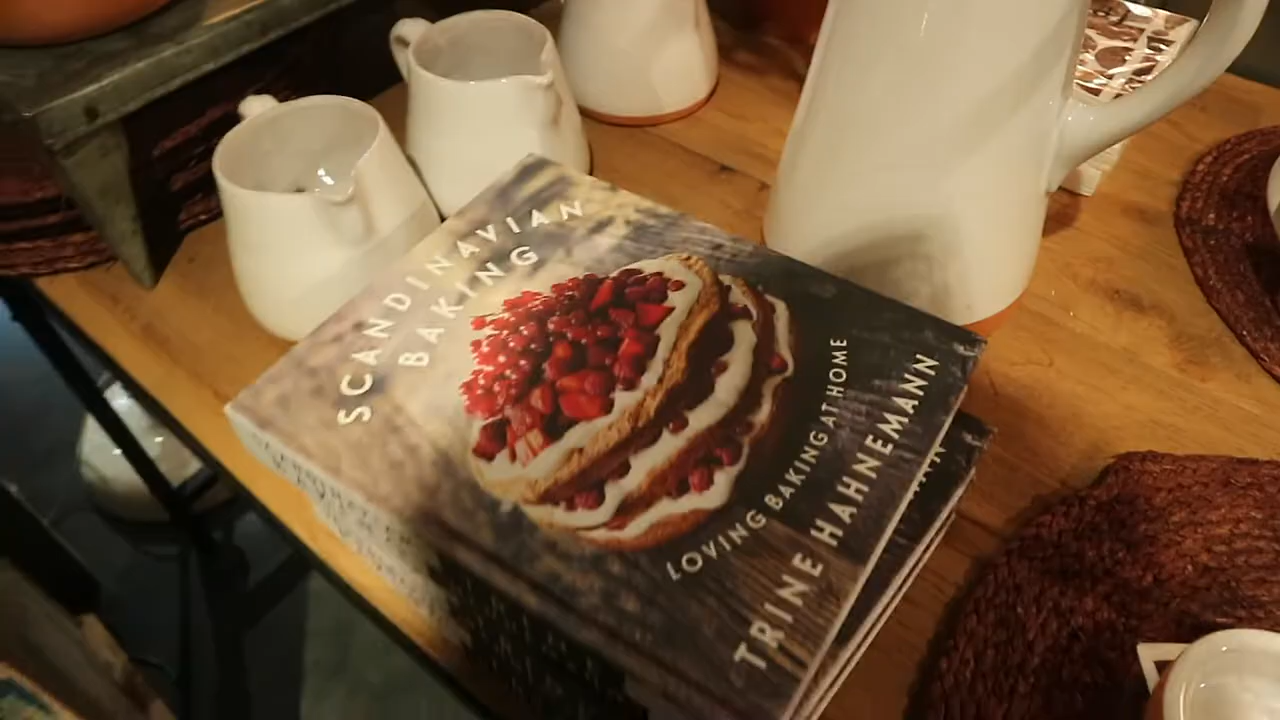 SCANDINAVIAN
BAKING
LOVING BAKING AT HOME
TRINE HAHNEMANN